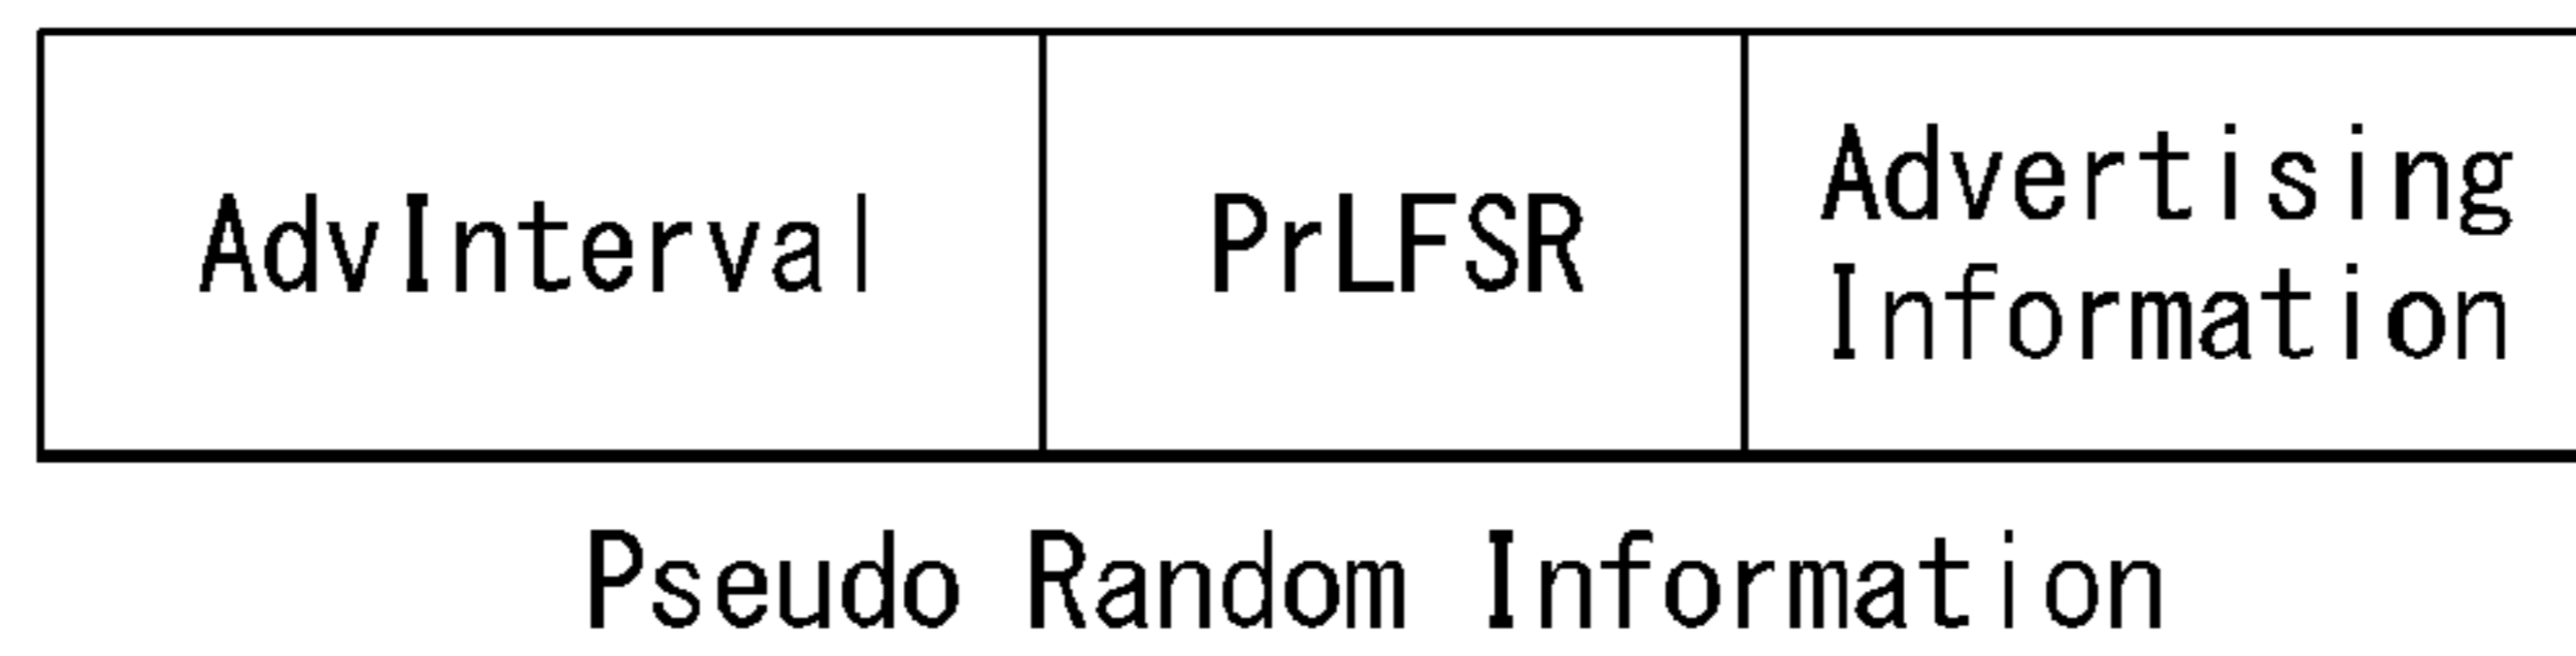 AdvInterval
PrLFSR
Advertising
Information
Pseudo Random Information